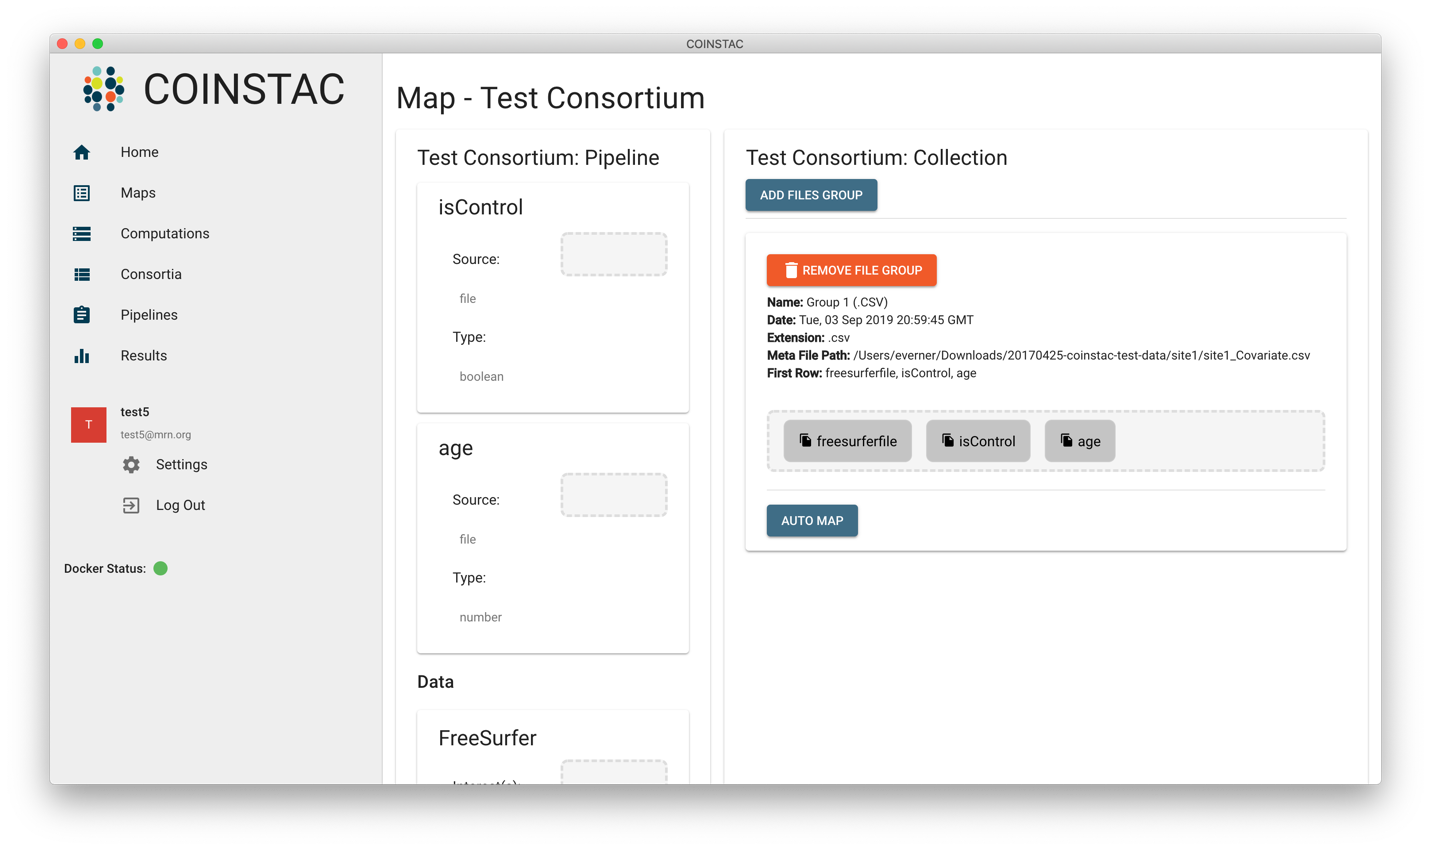 COINSTAC
COINSTAC
Home
Maps
Computations
Consortia
Pipelines
Results
T
test5
test5@mrn.org
Settings
Log Out
Docker Status:
Map - Test Consortium
Test Consortium: Pipeline
isControl
Source:
file
Type:
boolean
age
Source:
file
Type:
number
Data
FreeSurfer
Test Consortium: Collection
ADD FILES GROUP
REMOVE FILE GROUP
Name: Group 1 (.CSV)
Date: Tue, 03 Sep 2019 20:59:45 GMT
Extension: .csv
Meta File Path: /Users/everner/Downloads/20170425-coinstac-test-data/site1/site1_Covariate.csv
First Row: freesurferfile, isControl, age
freesurferfile
isControl
age
AUTO MAP